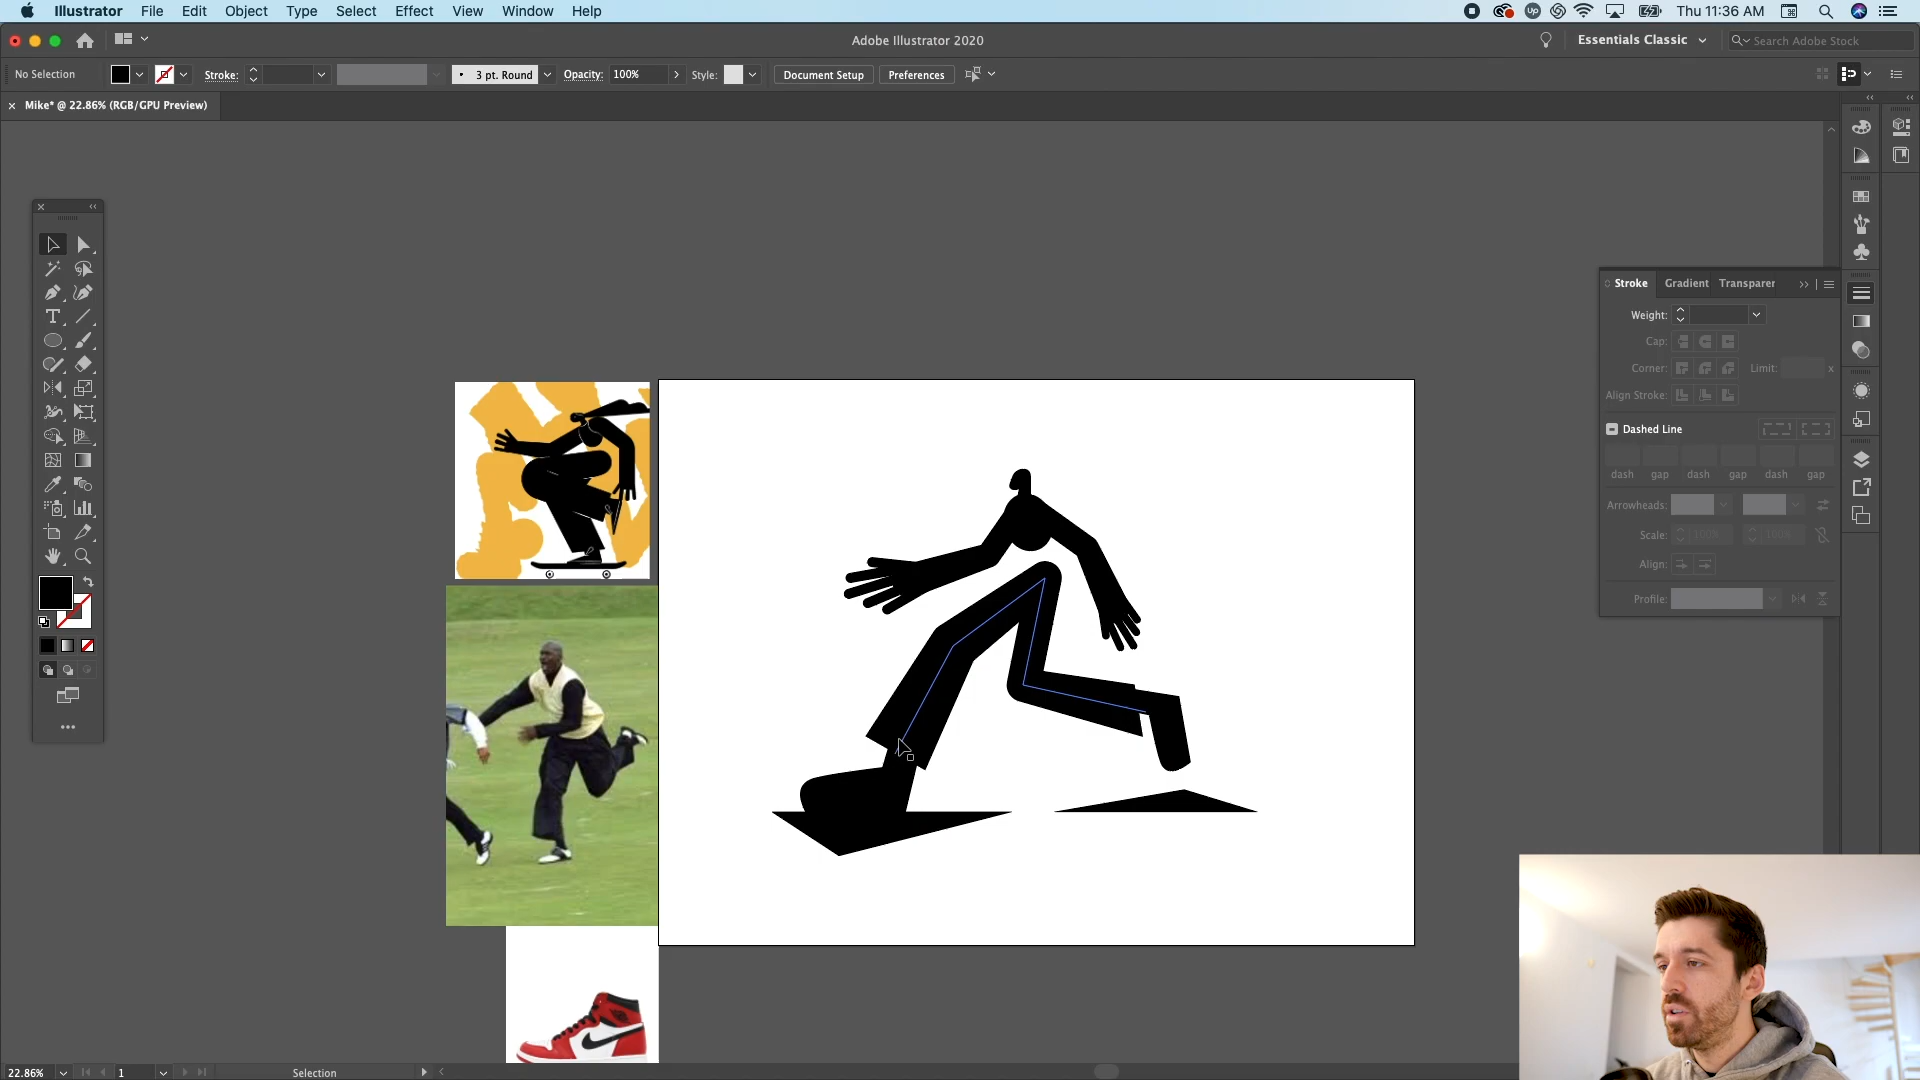 Illustrator File Edit Object Type Select Effect View Window Help
Thu 11:36 AM
Adobe Illustrator 2020
Essentials Classic
Search Adobe Stock
No Selection
Stroke:
3 pt. Round
Opacity: 100%
Style:
Document Setup
Preferences
Mike* @ 22.86% (RGB/GPU Preview)
Stroke Gradient Transparer
Weight:
Cap:
Corner:
Limit:
x
Align Stroke:
Dashed Line
dash gap dash gap dash gap
Arrowheads:
Scale: 100% 100%
Align:
Profile:
22.86%
1
Selection